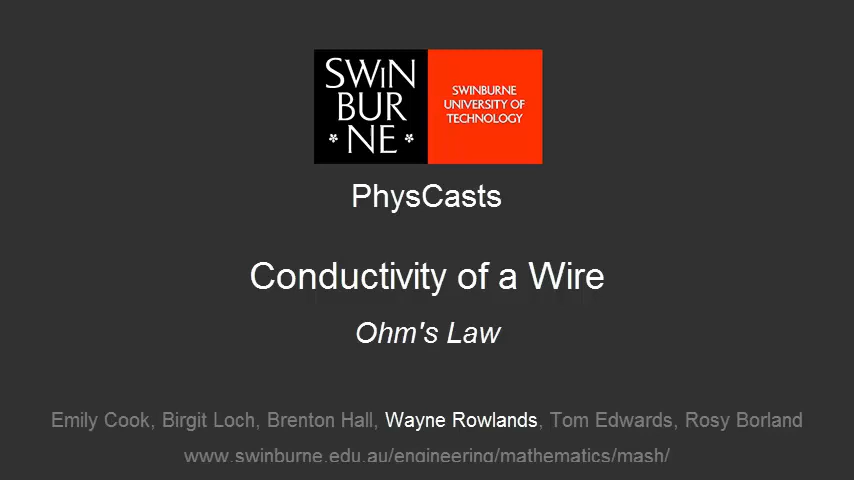 SWIN
BUR
* NE *
SWINBURNE
UNIVERSITY OF
TECHNOLOGY
PhysCasts
Conductivity of a Wire
Ohm's Law
Emily Cook, Birgit Loch, Brenton Hall, Wayne Rowlands, Tom Edwards, Rosy Borland
www.swinburne.edu.au/engineering/mathematics/mash/